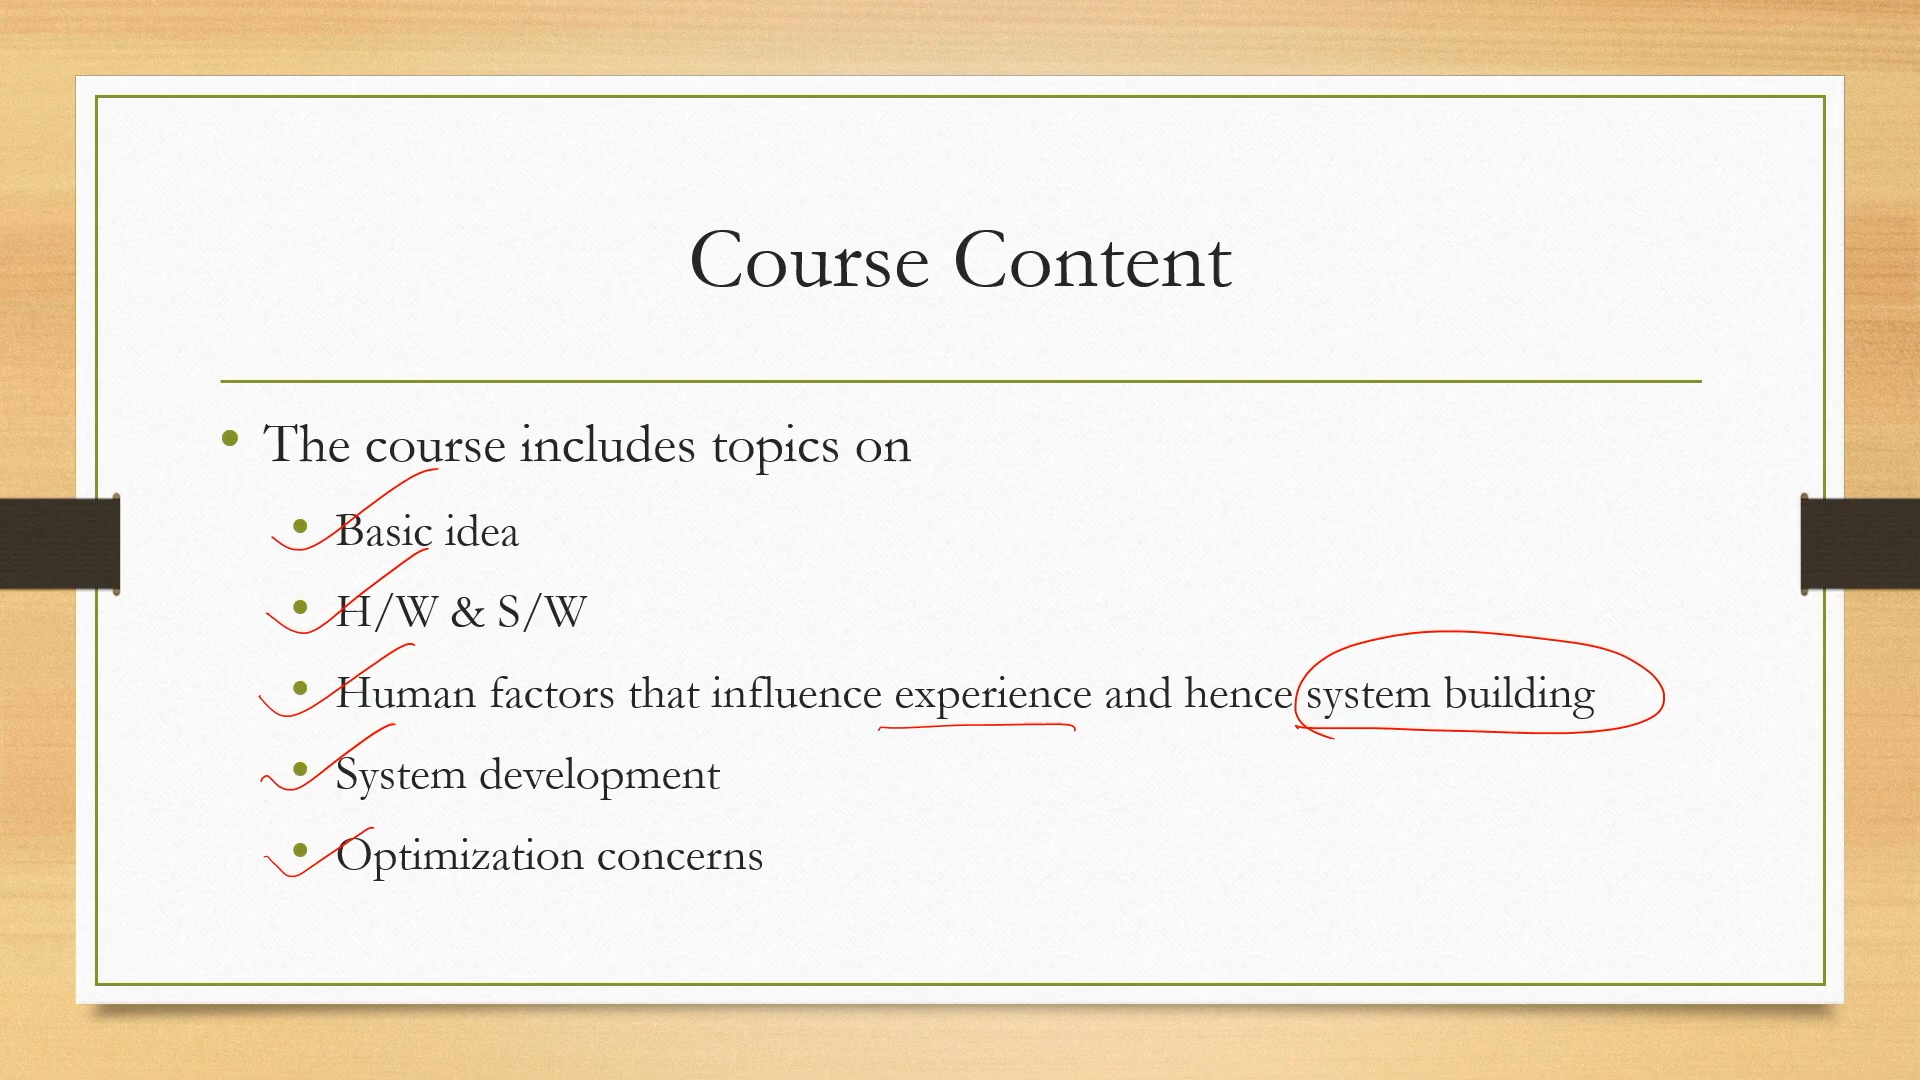 Course Content
The course includes topics on
Basic idea
H/W & S/W
Human factors that influence experience and hence system building
System development
Optimization concerns